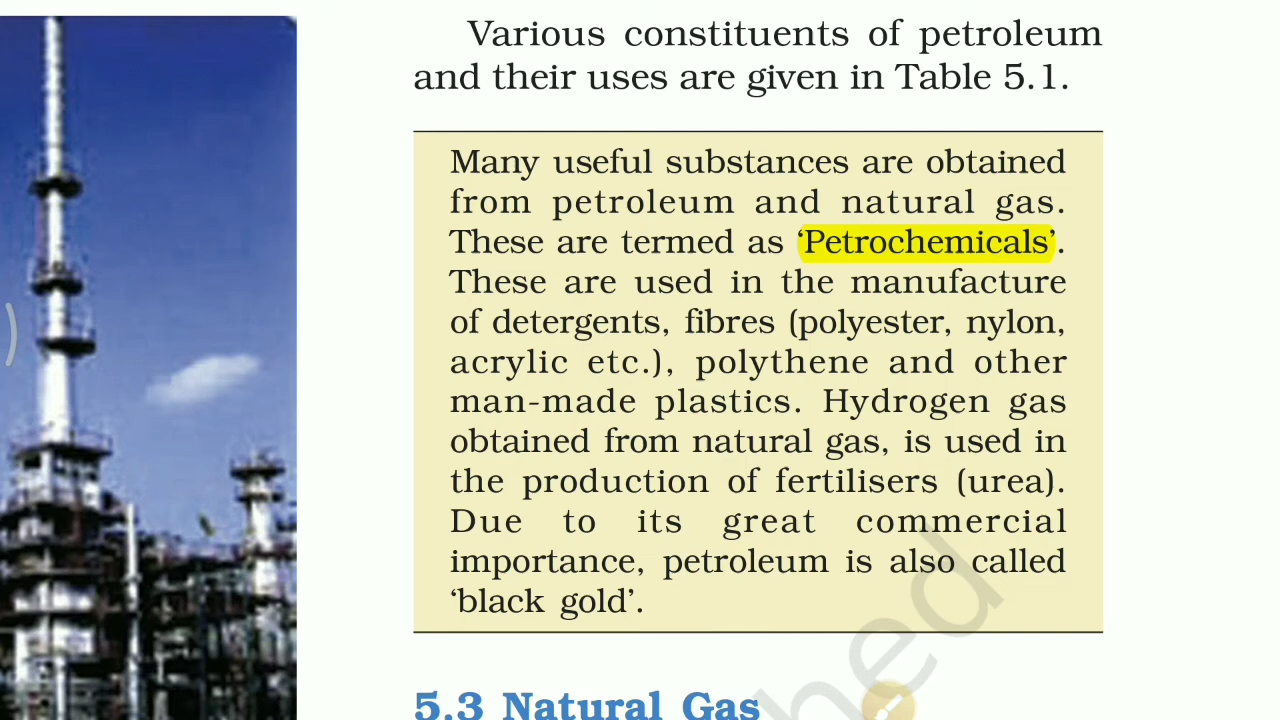 Various constituents of petroleum
and their uses are given in Table 5.1.
Many useful substances are obtained
from petroleum and natural gas.
These are termed as ‘Petrochemicals’.
These are used in the manufacture
of detergents, fibres (polyester, nylon,
acrylic etc.), polythene and other
man-made plastics. Hydrogen gas
obtained from natural gas, is used in
the production of fertilisers (urea).
Due to its great commercial
importance, petroleum is also called
‘black gold’.
5.3 Natural Gas